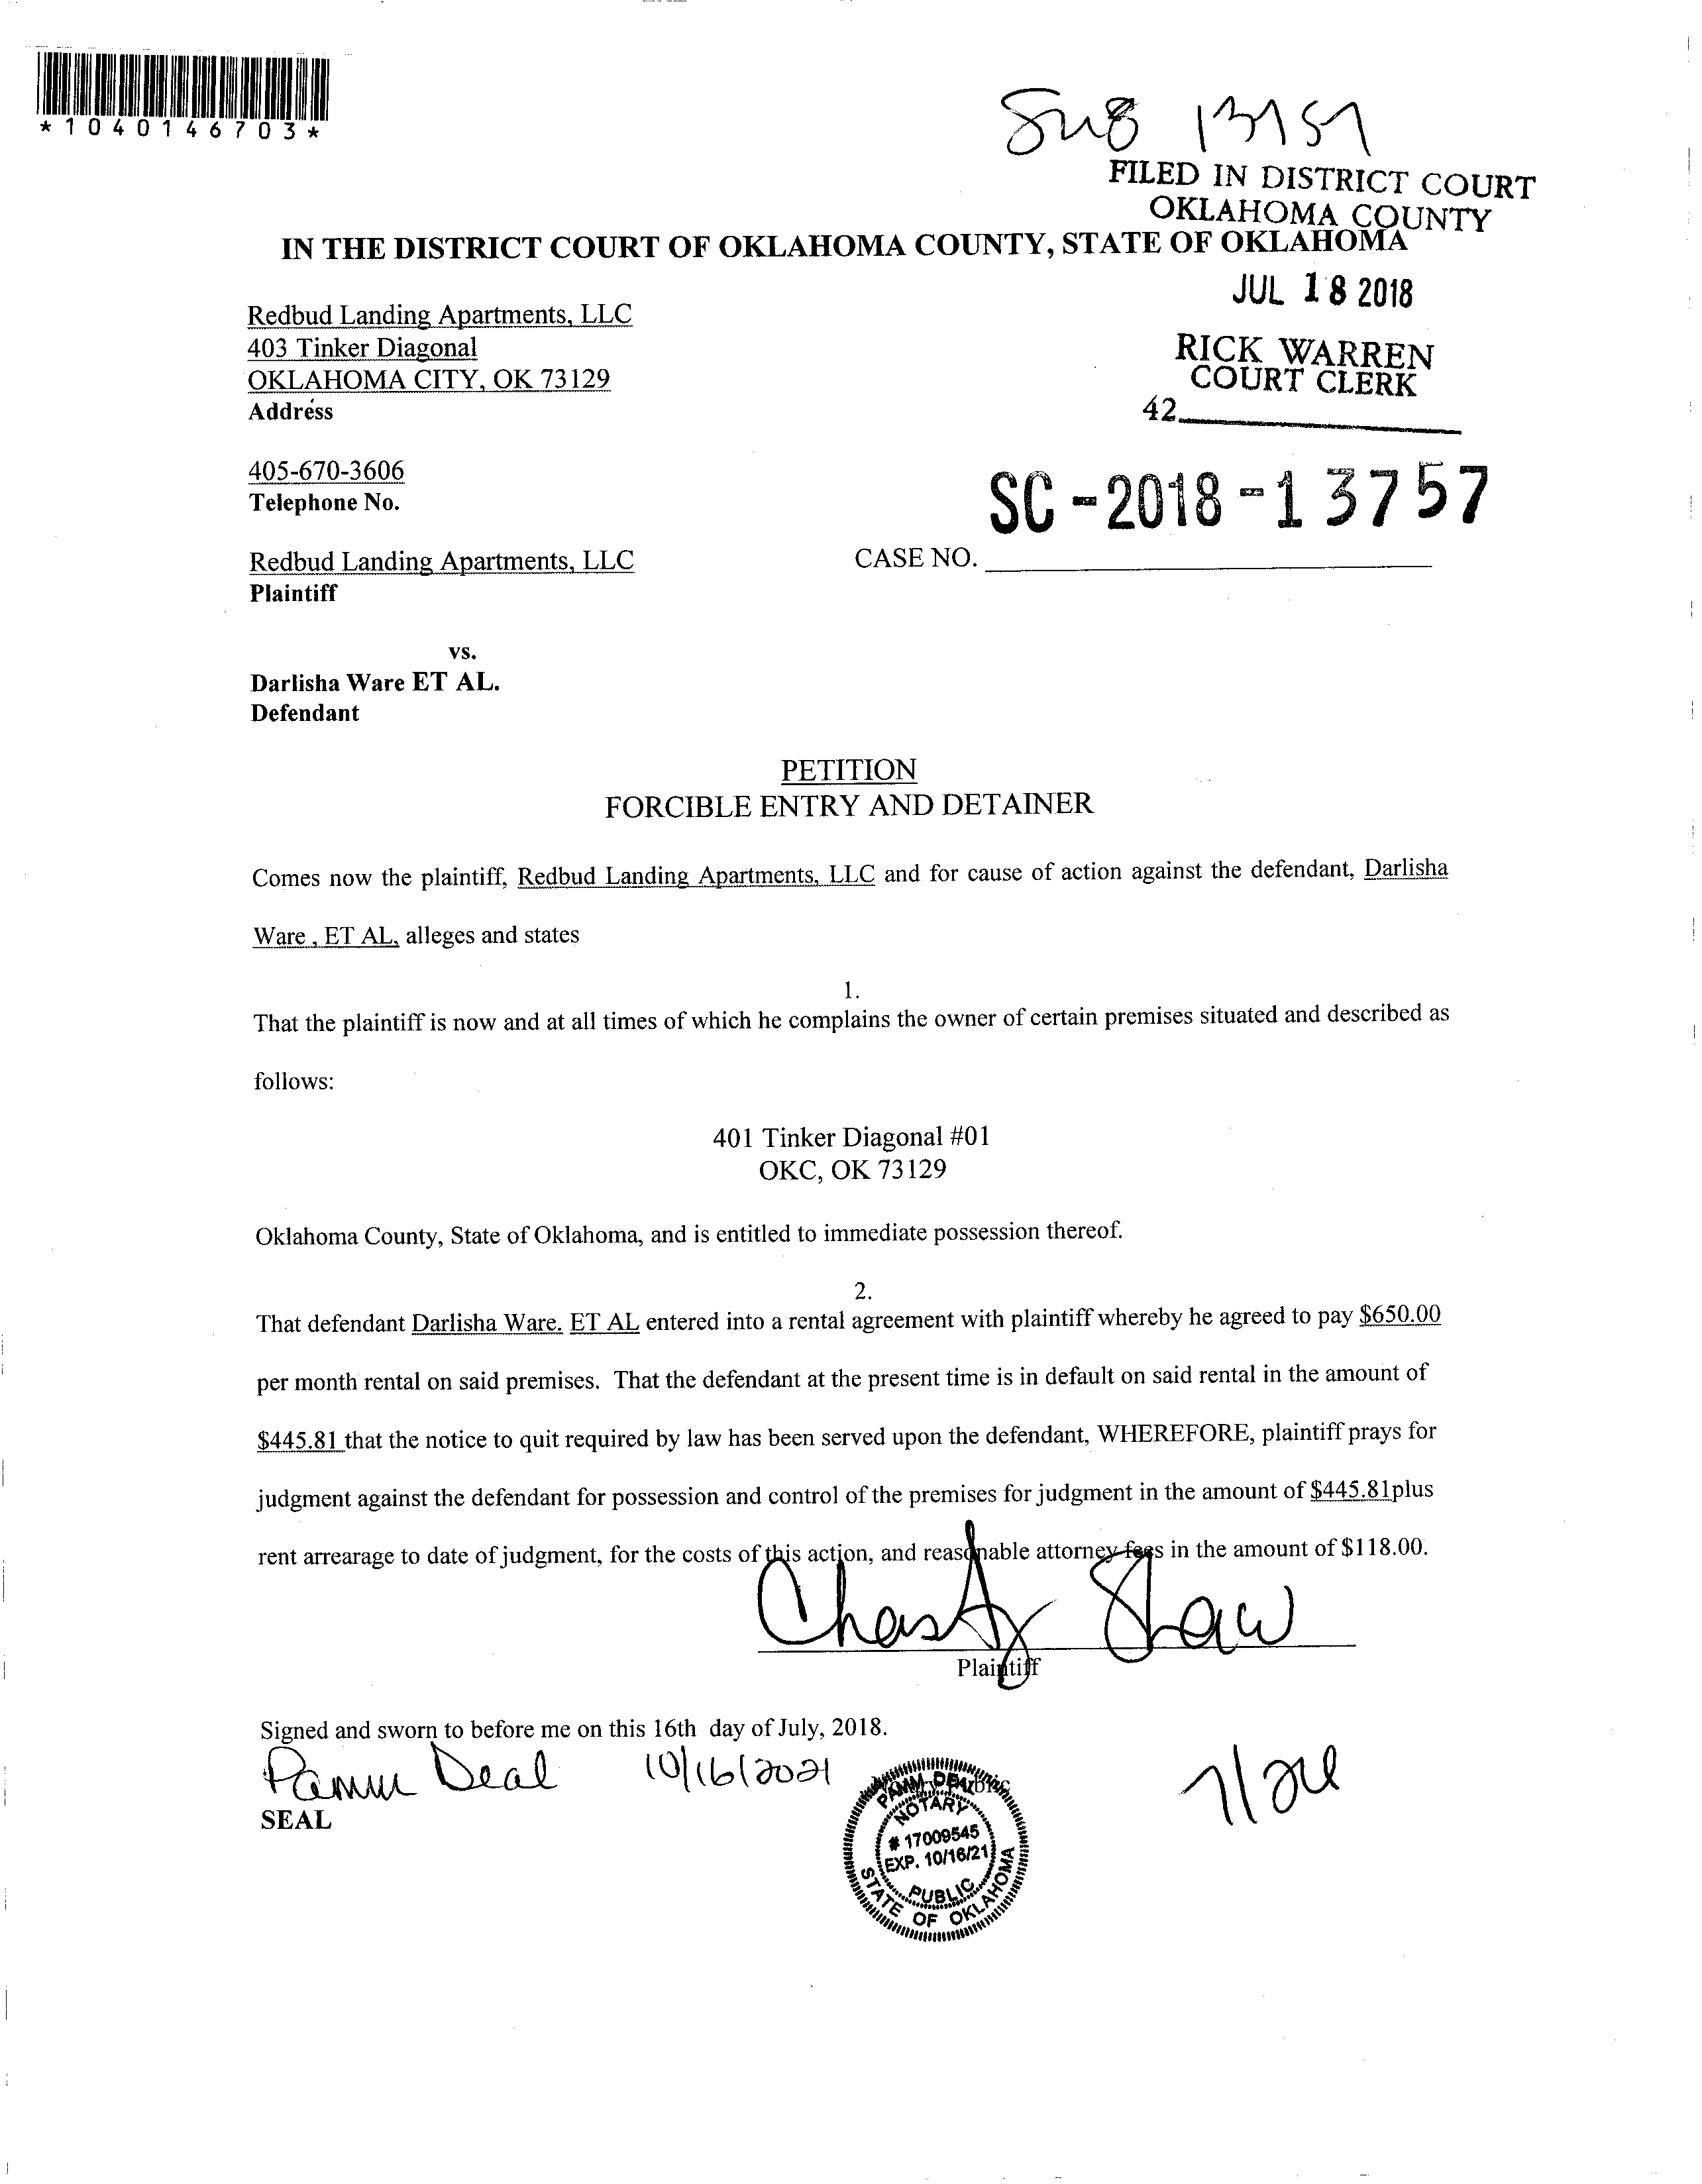 *1040146703*
FILED IN DISTRICT COURT
OKLAHOMA COUNTY
IN THE DISTRICT COURT OF OKLAHOMA COUNTY, STATE OF OKLAHOMA
JUL 18 2018
Redbud Landing Apartments, LLC
403 Tinker Diagonal
OKLAHOMA CITY, OK 73129
Address
RICK WARREN
COURT CLERK
42
405-670-3606
Telephone No.
SC-2018-13757
CASE NO.
Redbud Landing Apartments, LLC
Plaintiff
vs.
Darlisha Ware ET AL.
Defendant
PETITION
FORCIBLE ENTRY AND DETAINER
Comes now the plaintiff, Redbud Landing Apartments, LLC and for cause of action against the defendant, Darlisha
Ware , ET AL, alleges and states
1.
That the plaintiff is now and at all times of which he complains the owner of certain premises situated and described as
follows:
401 Tinker Diagonal #01
OKC, OK 73129
Oklahoma County, State of Oklahoma, and is entitled to immediate possession thereof.
2.
That defendant Darlisha Ware. ET AL entered into a rental agreement with plaintiff whereby he agreed to pay $650.00
per month rental on said premises. That the defendant at the present time is in default on said rental in the amount of
$445.81 that the notice to quit required by law has been served upon the defendant, WHEREFORE, plaintiff prays for
judgment against the defendant for possession and control of the premises for judgment in the amount of $445.81plus
rent arrearage to date of judgment, for the costs of this action, and reasonable attorney fees in the amount of $118.00.
Chasty Shaw
Plaintiff
Signed and sworn to before me on this 16th day of July, 2018.
Pamm Deal 10/16/2021
SEAL
PAMM DEAL
NOTARY
# 17009545
EXP. 10/16/21
PUBLIC
STATE OF OKLAHOMA